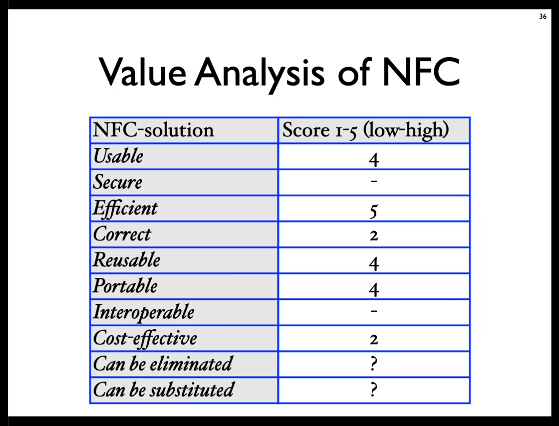 36
Value Analysis of NFC
NFC-solution Score 1-5 (low-high)
Usable 4
Secure -
Efficient 5
Correct 2
Reusable 4
Portable 4
Interoperable -
Cost-effective 2
Can be eliminated ?
Can be substituted ?